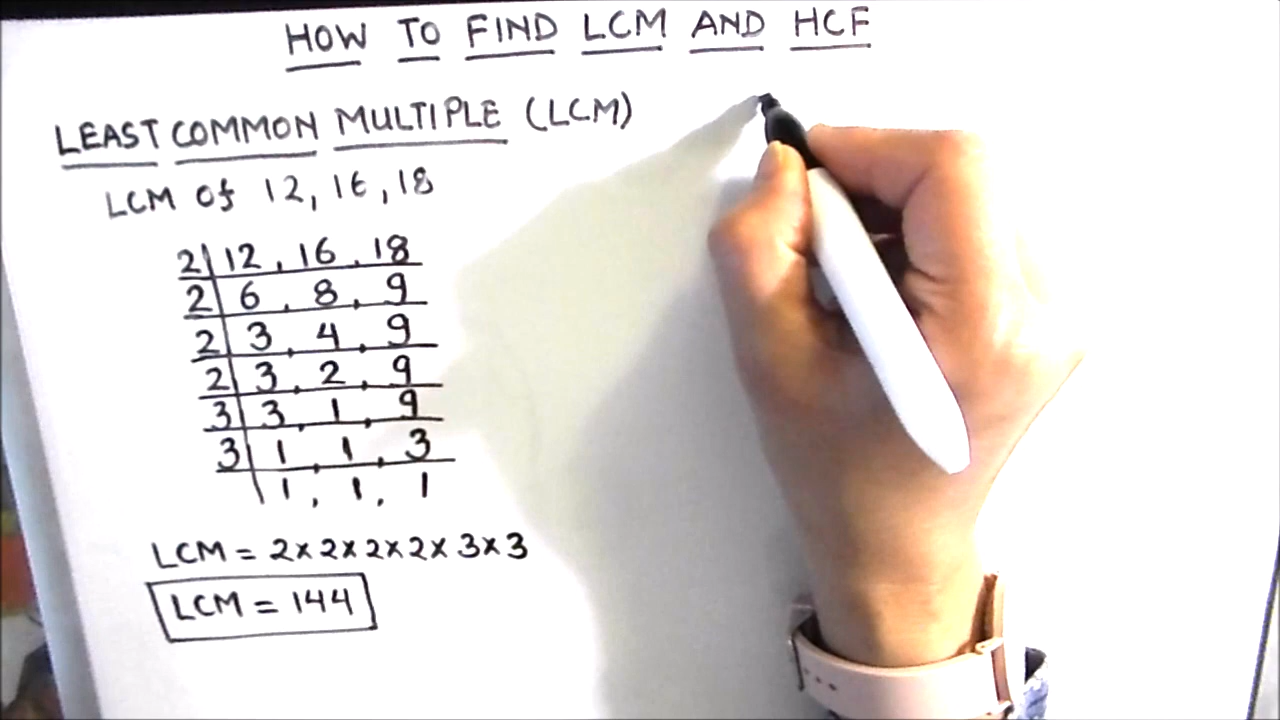 HOW TO FIND LCM AND HCF
LEAST COMMON MULTIPLE (LCM)
LCM of 12, 16, 18
2 | 12, 16, 18
2 | 6, 8, 9
2 | 3, 4, 9
2 | 3, 2, 9
3 | 3, 1, 9
3 | 1, 1, 3
| 1, 1, 1
LCM = 2×2×2×2×3×3
LCM = 144